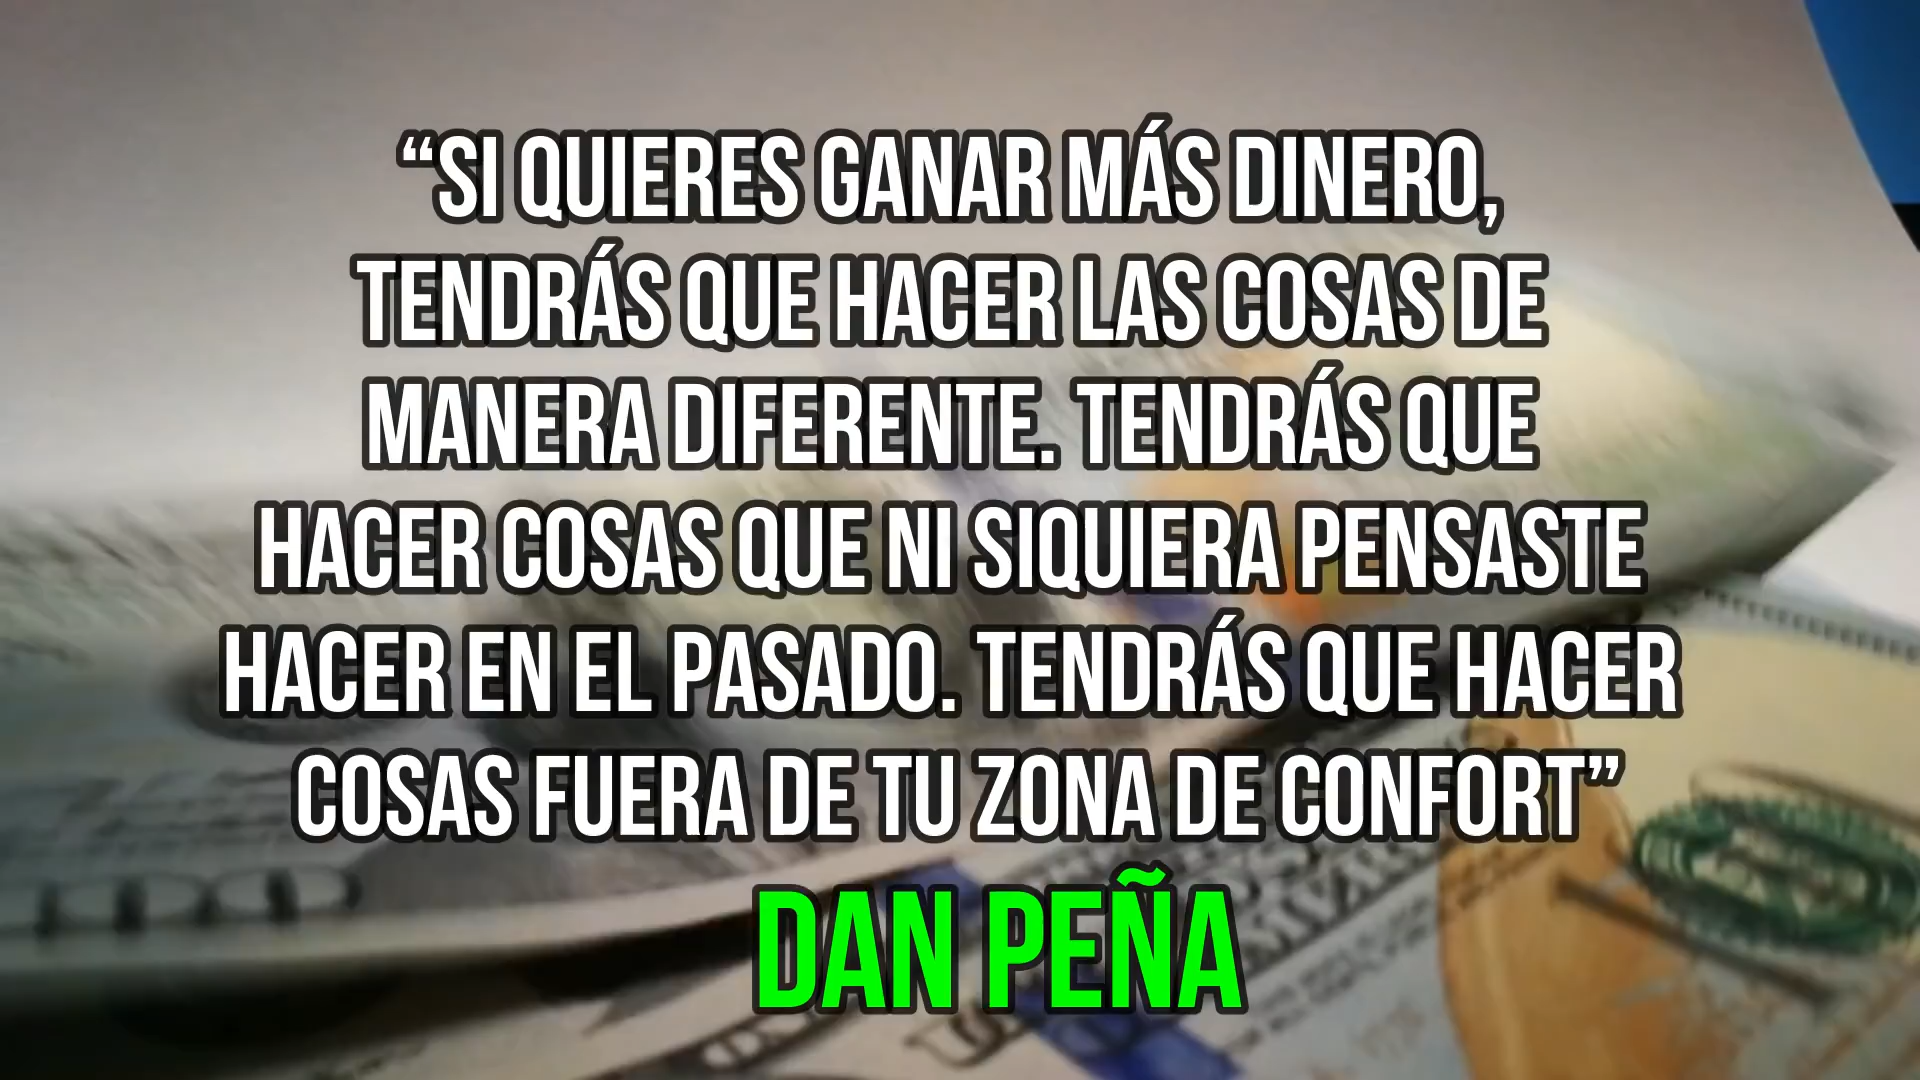 “SI QUIERES GANAR MÁS DINERO,
TENDRÁS QUE HACER LAS COSAS DE
MANERA DIFERENTE. TENDRÁS QUE
HACER COSAS QUE NI SIQUIERA PENSASTE
HACER EN EL PASADO. TENDRÁS QUE HACER
COSAS FUERA DE TU ZONA DE CONFORT”
DAN PEÑA